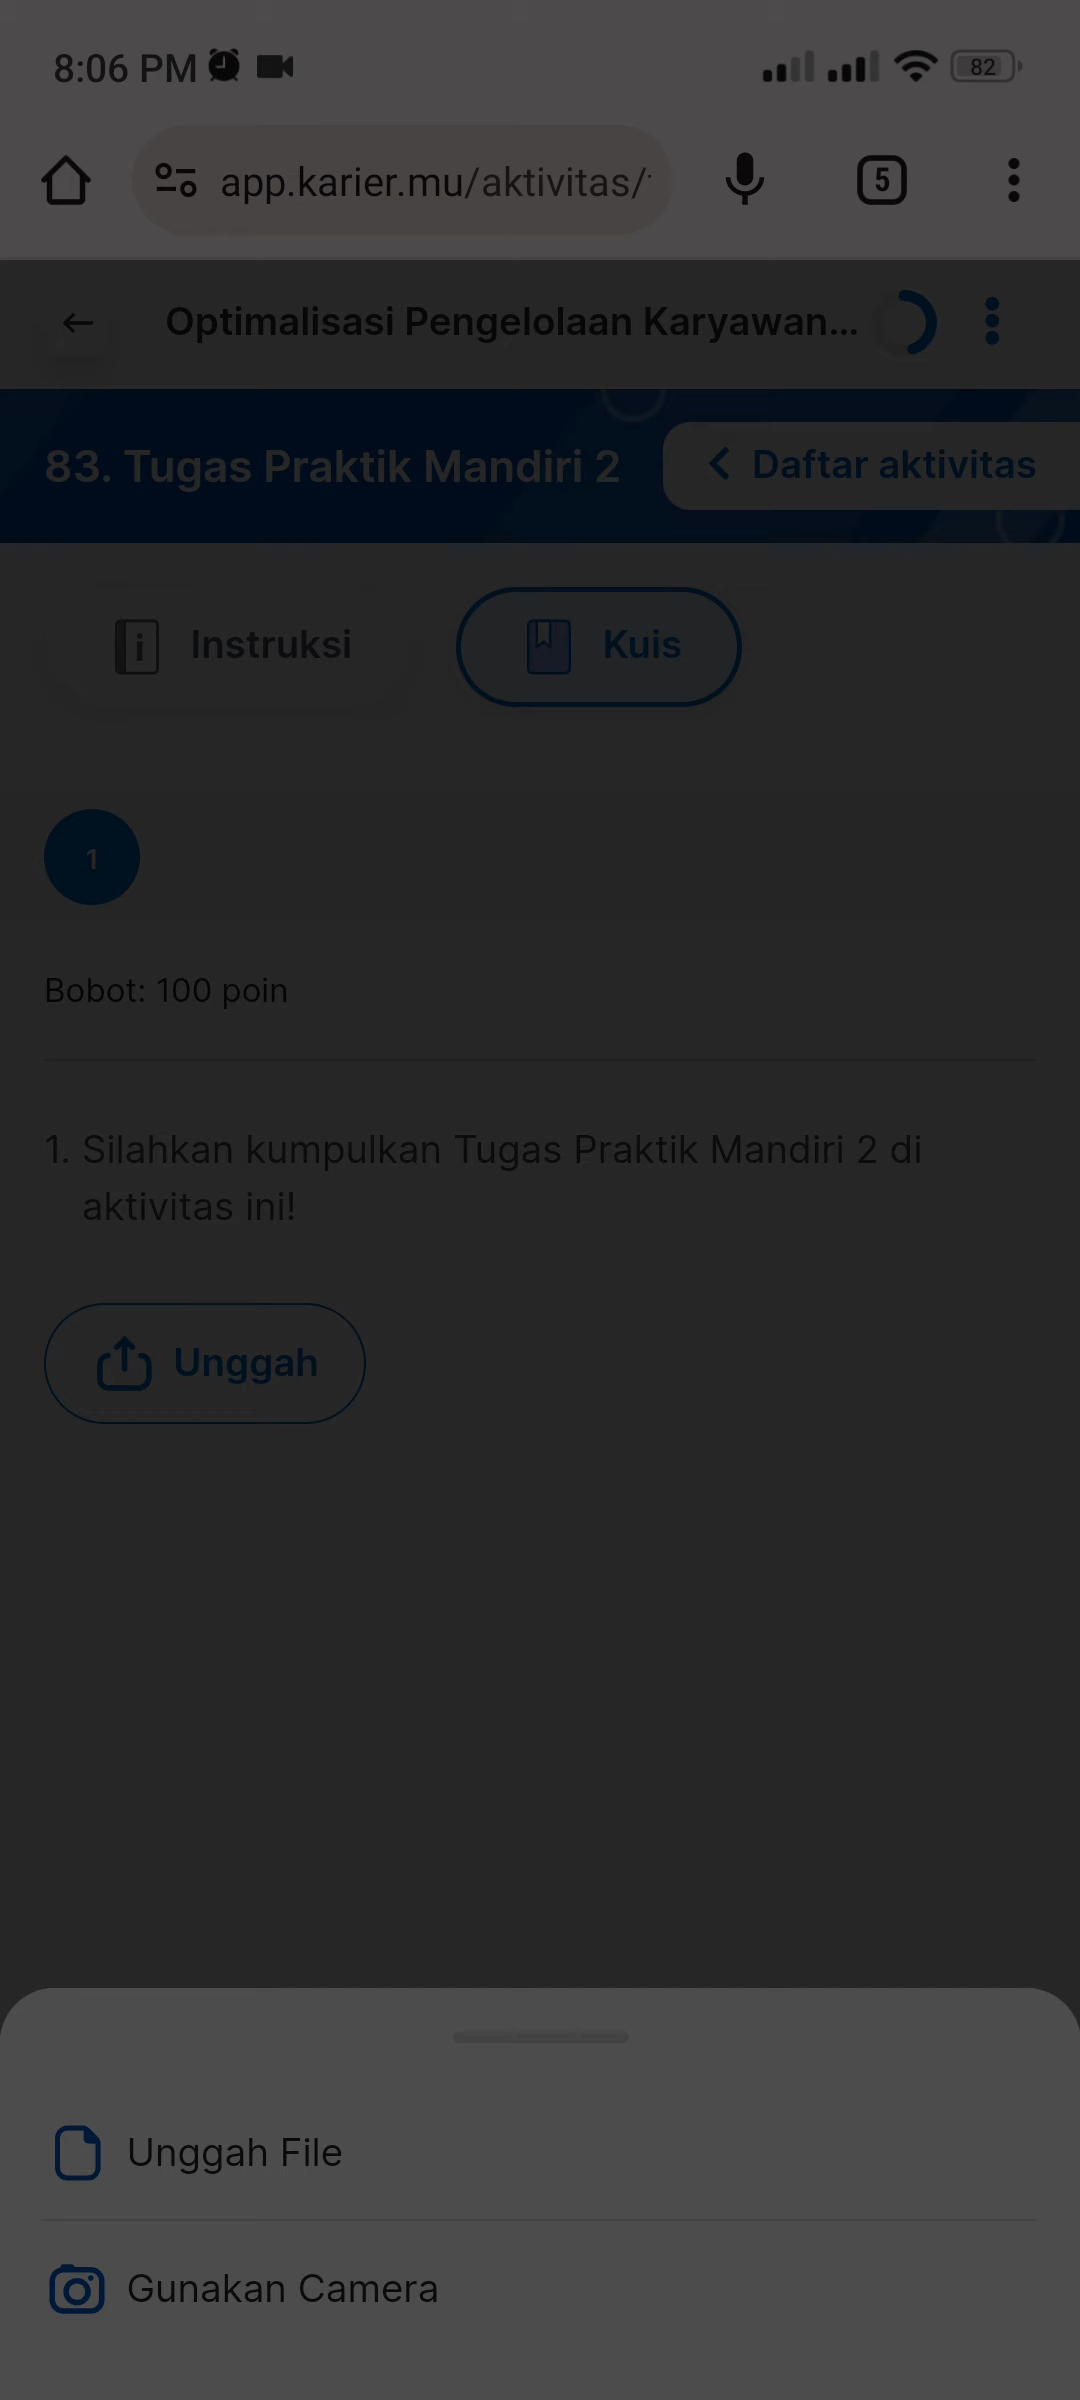 8:06 PM
82
app.karier.mu/aktivitas/
5
Optimalisasi Pengelolaan Karyawan...
83. Tugas Praktik Mandiri 2
Daftar aktivitas
Instruksi
Kuis
1
Bobot: 100 poin
1. Silahkan kumpulkan Tugas Praktik Mandiri 2 di
aktivitas ini!
Unggah
Unggah File
Gunakan Camera